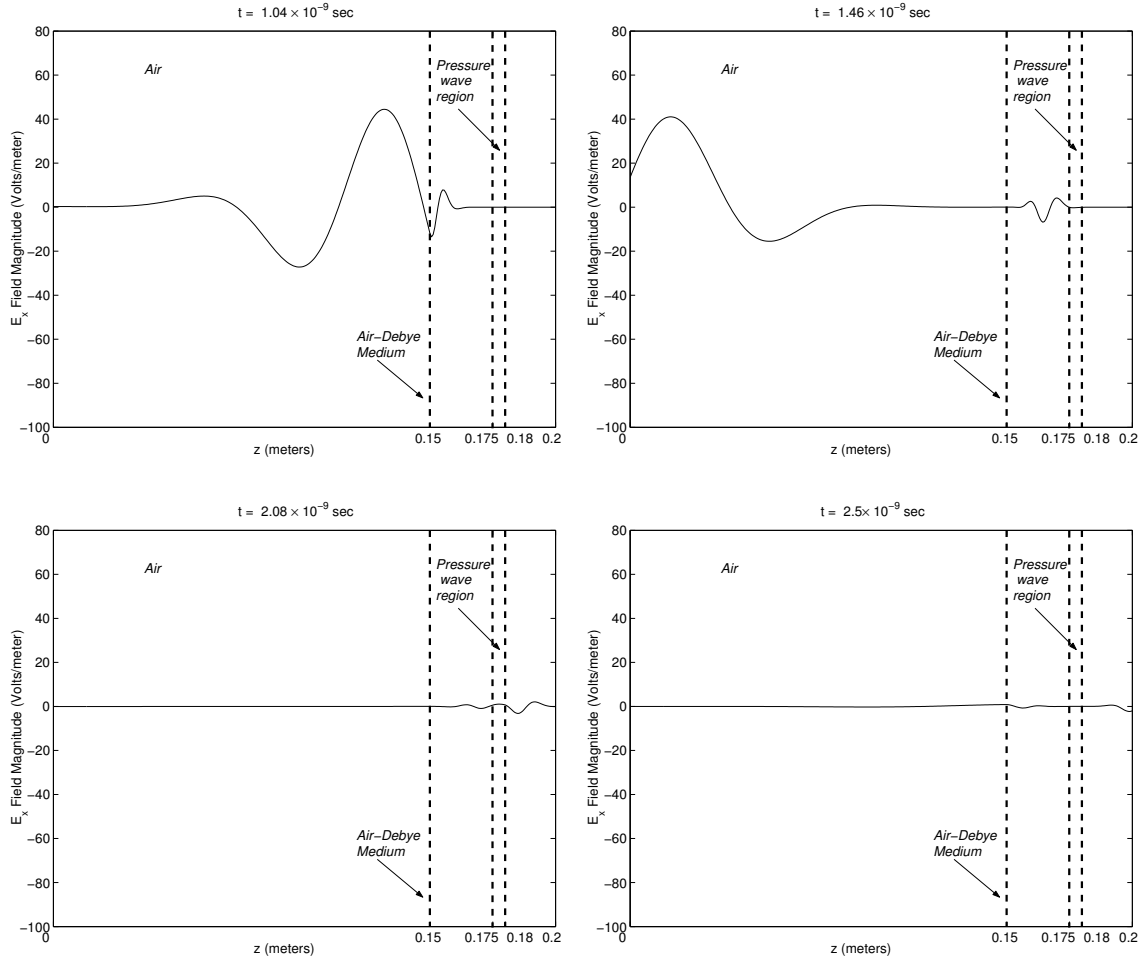 t = 1.04 × 10⁻⁹ sec
80
60
40
20
0
−20
−40
−60
−80
−100
Eₓ Field Magnitude (Volts/meter)
Air
Pressure
wave
region
Air−Debye
Medium
0
0.15
0.175
0.18
0.2
z (meters)
t = 1.46 × 10⁻⁹ sec
80
60
40
20
0
−20
−40
−60
−80
−100
Eₓ Field Magnitude (Volts/meter)
Air
Pressure
wave
region
Air−Debye
Medium
0
0.15
0.175
0.18
0.2
z (meters)
t = 2.08 × 10⁻⁹ sec
80
60
40
20
0
−20
−40
−60
−80
−100
Eₓ Field Magnitude (Volts/meter)
Air
Pressure
wave
region
Air−Debye
Medium
0
0.15
0.175
0.18
0.2
z (meters)
t = 2.5× 10⁻⁹ sec
80
60
40
20
0
−20
−40
−60
−80
−100
Eₓ Field Magnitude (Volts/meter)
Air
Pressure
wave
region
Air−Debye
Medium
0
0.15
0.175
0.18
0.2
z (meters)